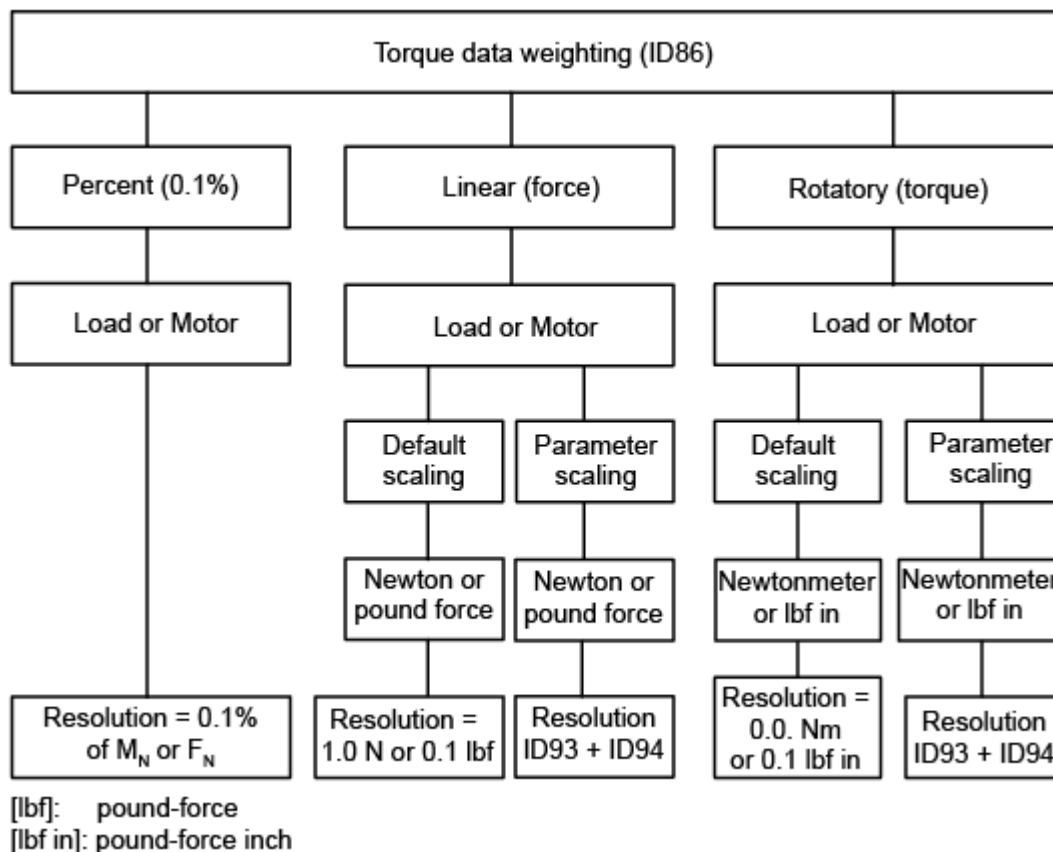 Torque data weighting (ID86)
Percent (0.1%)
Linear (force)
Rotatory (torque)
Load or Motor
Load or Motor
Load or Motor
Default
scaling
Parameter
scaling
Default
scaling
Parameter
scaling
Newton or
pound force
Newton or
pound force
Newtonmeter
or lbf in
Newtonmeter
or lbf in
Resolution = 0.1%
of M_N or F_N
Resolution =
1.0 N or 0.1 lbf
Resolution
ID93 + ID94
Resolution =
0.0. Nm
or 0.1 lbf in
Resolution
ID93 + ID94
[lbf]: pound-force
[lbf in]: pound-force inch